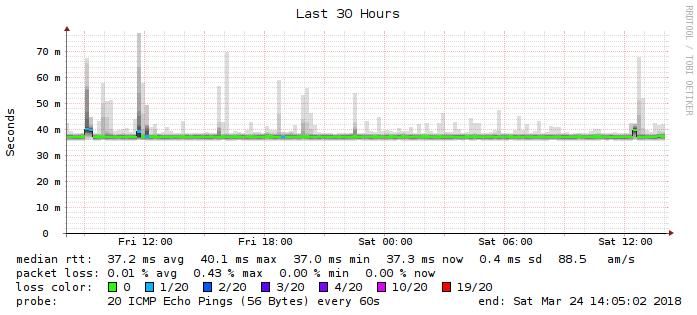 Last 30 Hours
RRDTOOL / TOBI OETIKER
Seconds
70 m
60 m
50 m
40 m
30 m
20 m
10 m
0
Fri 12:00 Fri 18:00 Sat 00:00 Sat 06:00 Sat 12:00
median rtt: 37.2 ms avg 40.1 ms max 37.0 ms min 37.3 ms now 0.4 ms sd 88.5 am/s
packet loss: 0.01 % avg 0.43 % max 0.00 % min 0.00 % now
loss color: 0 1/20 2/20 3/20 4/20 10/20 19/20
probe: 20 ICMP Echo Pings (56 Bytes) every 60s end: Sat Mar 24 14:05:02 2018